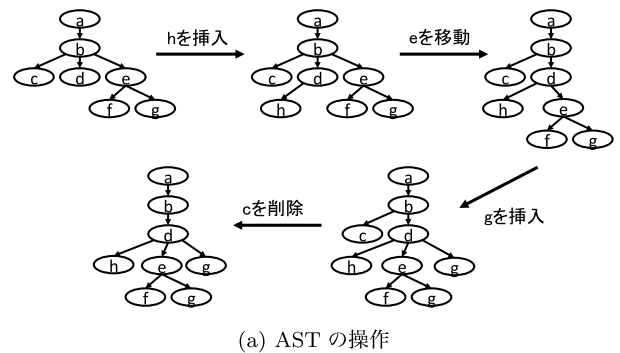 a
b
c d e
f g
hを挿入
a
b
c d e
h f g
eを移動
a
b
c d
h e
f g
gを挿入
a
b
c d
h e g
f g
cを削除
a
b
d
h e g
f g
(a) AST の操作